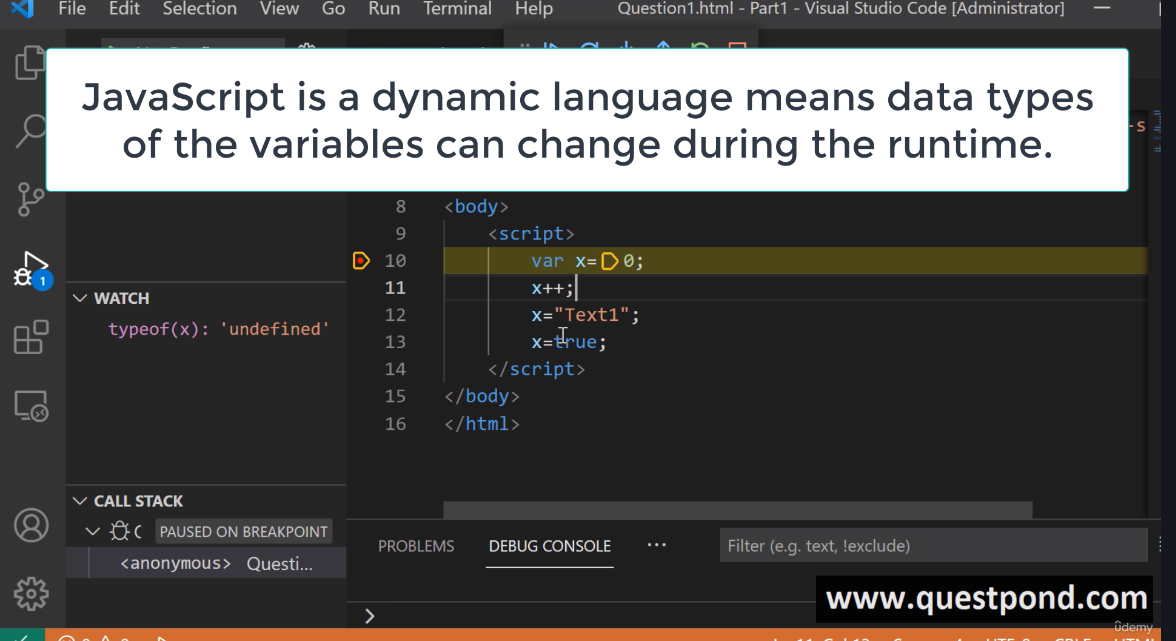 File Edit Selection View Go Run Terminal Help Question1.html - Part1 - Visual Studio Code [Administrator]
JavaScript is a dynamic language means data types
of the variables can change during the runtime.
-s
8 <body>
9 <script>
10 var x=0;
11 x++;
12 x="Text1";
13 x=true;
14 </script>
15 </body>
16 </html>
1
WATCH
typeof(x): 'undefined'
CALL STACK
PAUSED ON BREAKPOINT
<anonymous> Questi...
PROBLEMS DEBUG CONSOLE ... Filter (e.g. text, !exclude)
>
www.questpond.com
ûdemy